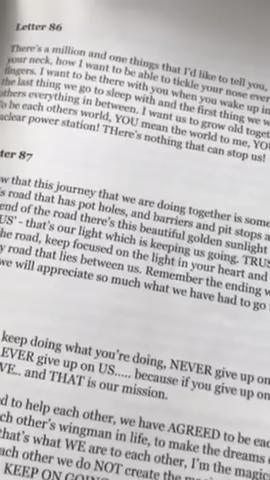 Letter 86
There's a million and one things that I'd like to tell you,
your neck, how I want to be able to tickle your nose ever
fingers. I want to be there with you when you wake up in
the last thing we go to sleep with and the first thing we w
others everything in between. I want us to grow old toget
o be each others world, YOU mean the world to me, YO
uclear power station! THere's nothing that can stop us!
ter 87
w that this journey that we are doing together is some
s road that has pot holes, and barriers and pit stops a
end of the road there's this beautiful golden sunlight
US' - that's our light which is keeping us going. TRUS
he road, keep focused on the light in your heart and
y road that lies between us. Remember the ending w
we will appreciate so much what we have had to go
keep doing what you're doing, NEVER give up on
EVER give up on US..... because if you give up on
VE.. and THAT is our mission.
ed to help each other, we have AGREED to be eac
ch other's wingman in life, to make the dreams
that's what WE are to each other, I'm the magic
ach other we do NOT create the
KEEP ON GOING